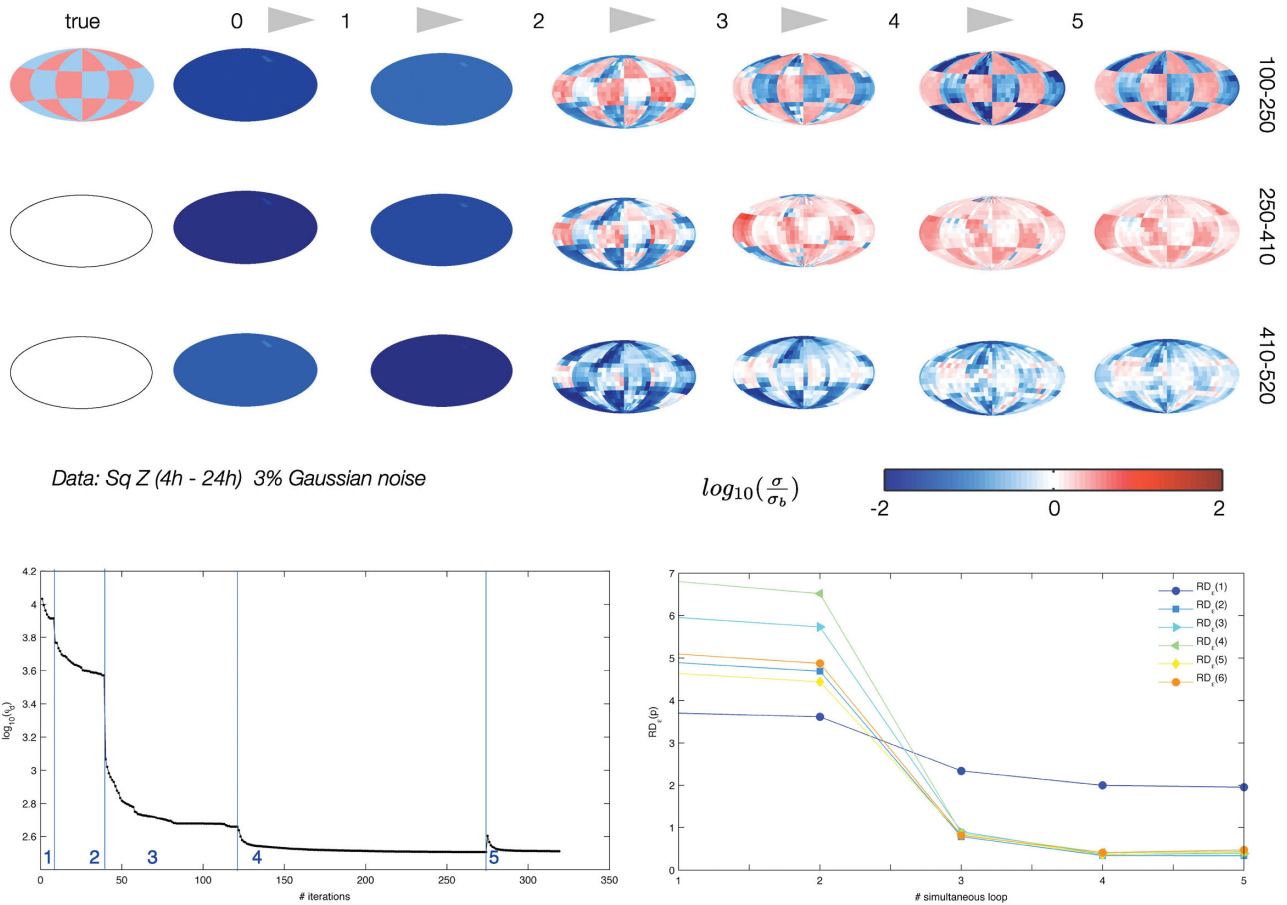 true 0 1 2 3 4 5
100-250
250-410
410-520
Data: Sq Z (4h - 24h) 3% Gaussian noise
log10(σ/σb)
-2 0 2
4.2
4
3.8
3.6
3.4
3.2
3
2.8
2.6
log10(φd)
1 2 3 4 5
0 50 100 150 200 250 300 350
# iterations
7
6
5
4
3
2
1
0
RDε(p)
RDε(1)
RDε(2)
RDε(3)
RDε(4)
RDε(5)
RDε(6)
1 2 3 4 5
# simultaneous loop